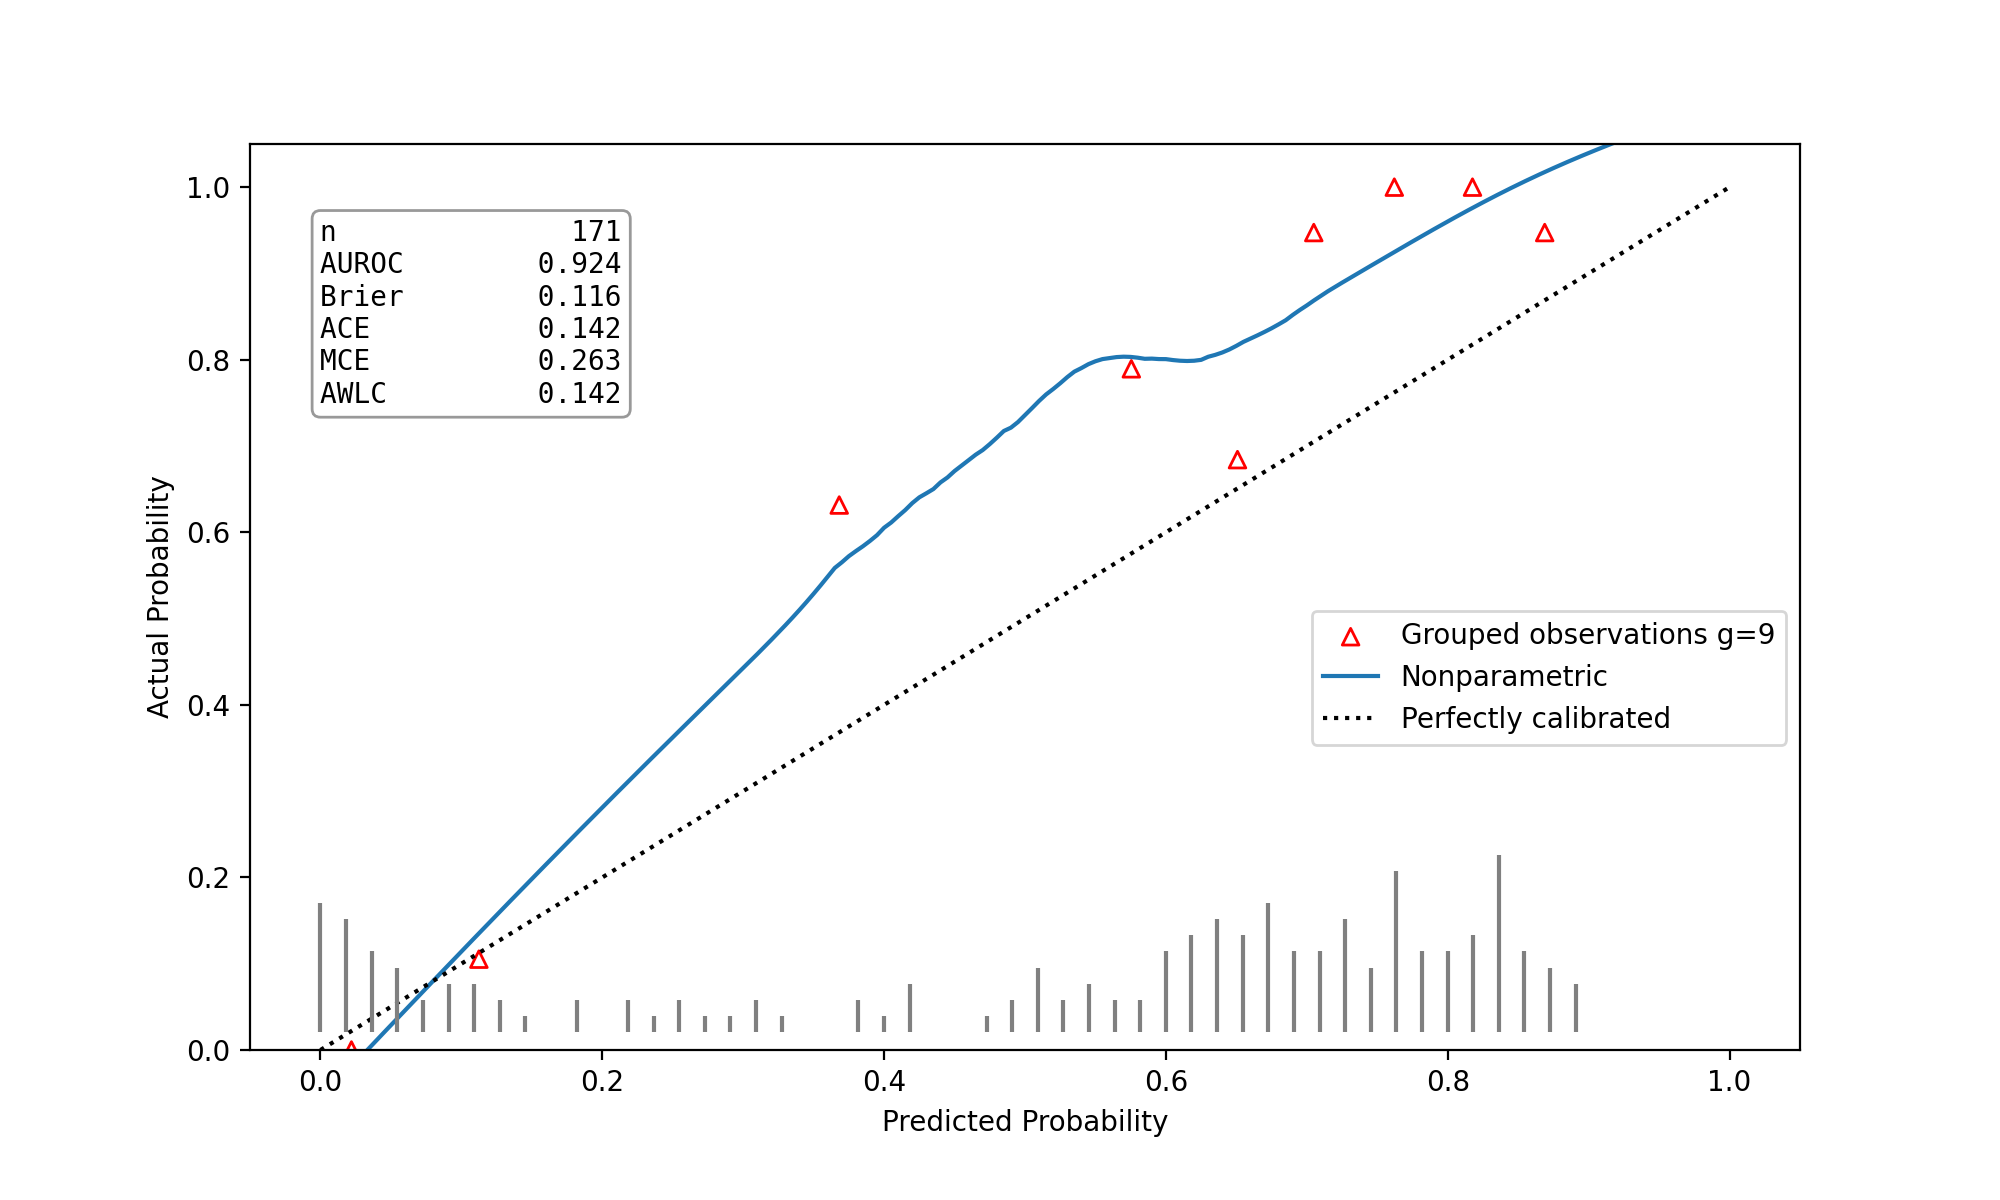 1.0
0.8
0.6
0.4
0.2
0.0
Actual Probability
n 171
AUROC 0.924
Brier 0.116
ACE 0.142
MCE 0.263
AWLC 0.142
Grouped observations g=9
Nonparametric
Perfectly calibrated
0.0 0.2 0.4 0.6 0.8 1.0
Predicted Probability